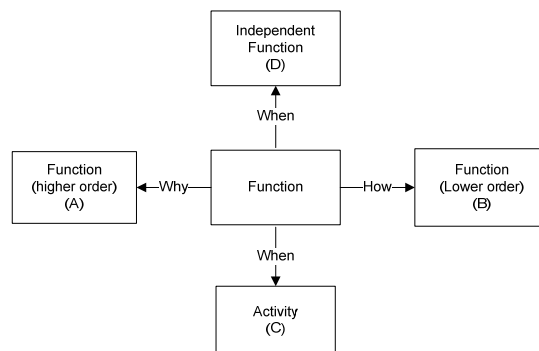 Independent
Function
(D)
When
Function
(higher order)
(A)
Why
Function
How
Function
(Lower order)
(B)
When
Activity
(C)